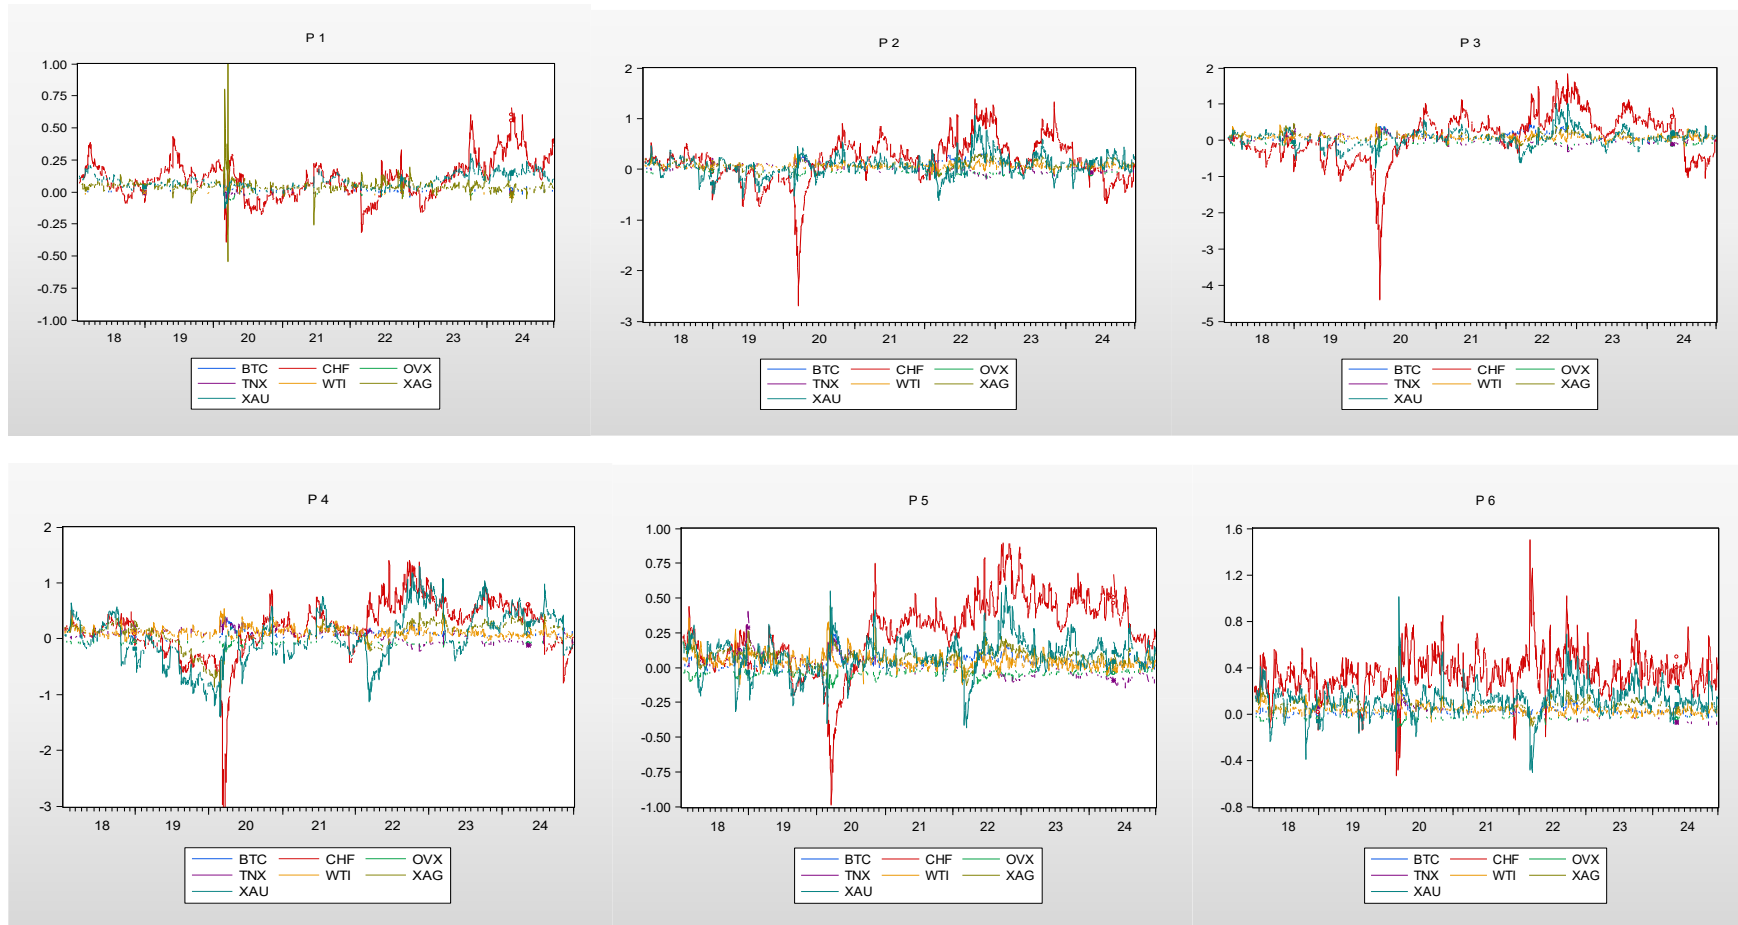 P 1
1.00
0.75
0.50
0.25
0.00
-0.25
-0.50
-0.75
-1.00
18 19 20 21 22 23 24
BTC CHF OVX
TNX WTI XAG
XAU
P 2
2
1
0
-1
-2
-3
18 19 20 21 22 23 24
BTC CHF OVX
TNX WTI XAG
XAU
P 3
2
1
0
-1
-2
-3
-4
-5
18 19 20 21 22 23 24
BTC CHF OVX
TNX WTI XAG
XAU
P 4
2
1
0
-1
-2
-3
18 19 20 21 22 23 24
BTC CHF OVX
TNX WTI XAG
XAU
P 5
1.00
0.75
0.50
0.25
0.00
-0.25
-0.50
-0.75
-1.00
18 19 20 21 22 23 24
BTC CHF OVX
TNX WTI XAG
XAU
P 6
1.6
1.2
0.8
0.4
0.0
-0.4
-0.8
18 19 20 21 22 23 24
BTC CHF OVX
TNX WTI XAG
XAU